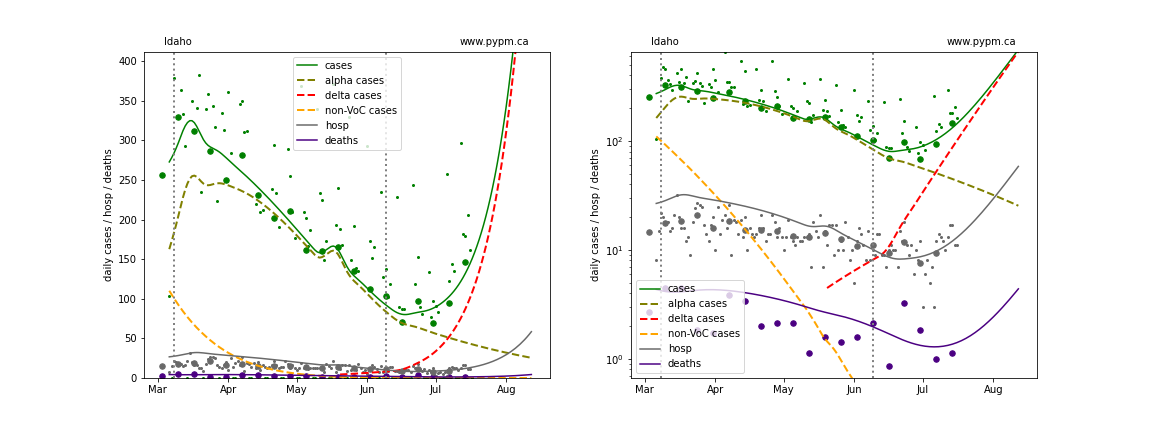 Idaho www.pypm.ca
400
350
300
250
200
150
100
50
0
daily cases / hosp / deaths
cases
alpha cases
delta cases
non-VoC cases
hosp
deaths
Mar Apr May Jun Jul Aug
Idaho www.pypm.ca
10²
10¹
10⁰
daily cases / hosp / deaths
cases
alpha cases
delta cases
non-VoC cases
hosp
deaths
Mar Apr May Jun Jul Aug